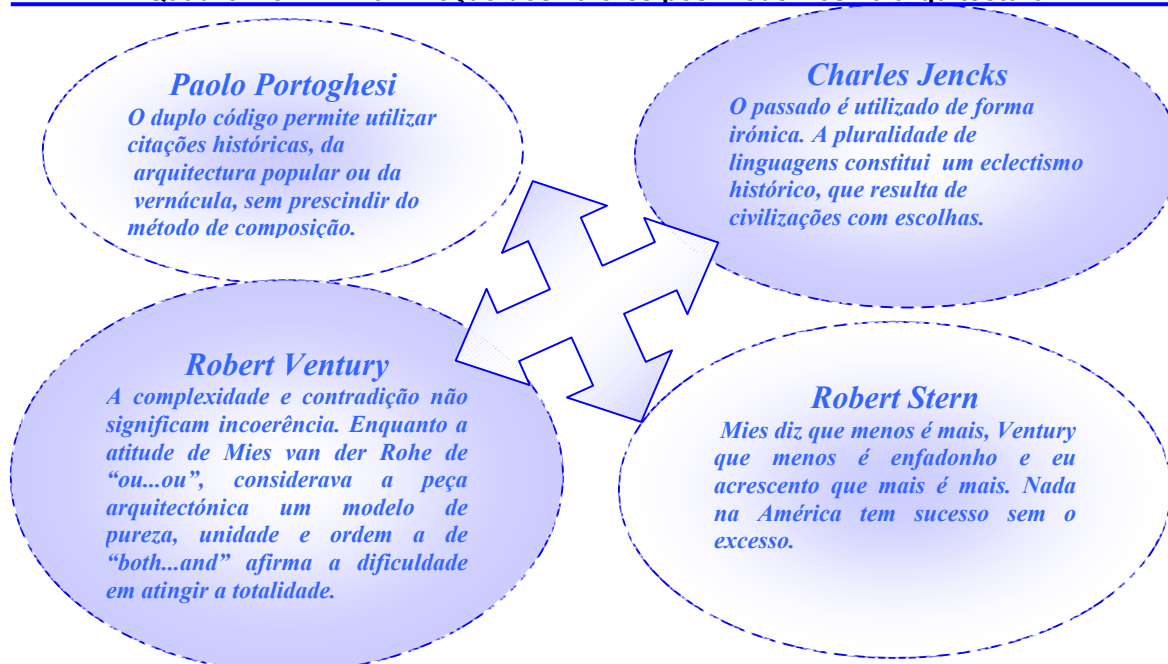 Paolo Portoghesi
O duplo código permite utilizar
citações históricas, da
arquitectura popular ou da
vernácula, sem prescindir do
método de composição.
Charles Jencks
O passado é utilizado de forma
irónica. A pluralidade de
linguagens constitui um eclectismo
histórico, que resulta de
civilizações com escolhas.
Robert Ventury
A complexidade e contradição não
significam incoerência. Enquanto a
atitude de Mies van der Rohe de
“ou...ou”, considerava a peça
arquitectónica um modelo de
pureza, unidade e ordem a de
“both...and” afirma a dificuldade
em atingir a totalidade.
Robert Stern
Mies diz que menos é mais, Ventury
que menos é enfadonho e eu
acrescento que mais é mais. Nada
na América tem sucesso sem o
excesso.